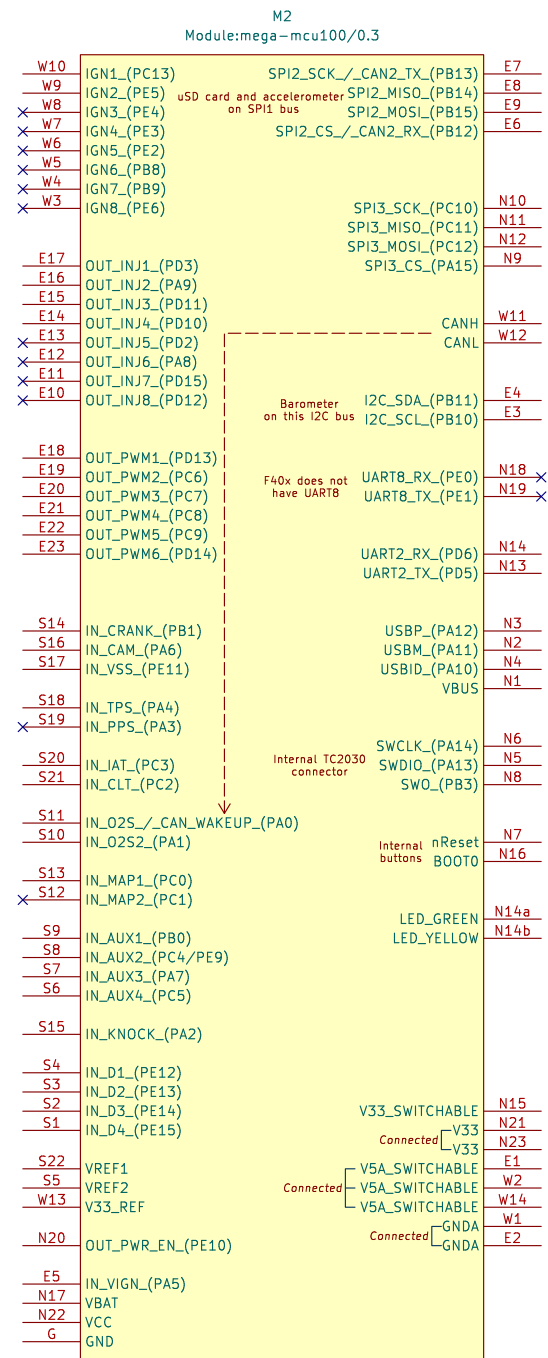 M2
Module:mega-mcu100/0.3
W10 IGN1_(PC13) SPI2_SCK_/_CAN2_TX_(PB13) E7
W9 IGN2_(PE5) SPI2_MISO_(PB14) E8
uSD card and accelerometer
on SPI1 bus
W8 IGN3_(PE4) SPI2_MOSI_(PB15) E9
W7 IGN4_(PE3) SPI2_CS_/_CAN2_RX_(PB12) E6
W6 IGN5_(PE2)
W5 IGN6_(PB8)
W4 IGN7_(PB9)
W3 IGN8_(PE6) SPI3_SCK_(PC10) N10
SPI3_MISO_(PC11) N11
SPI3_MOSI_(PC12) N12
E17 OUT_INJ1_(PD3) SPI3_CS_(PA15) N9
E16 OUT_INJ2_(PA9)
E15 OUT_INJ3_(PD11)
E14 OUT_INJ4_(PD10) CANH W11
E13 OUT_INJ5_(PD2) CANL W12
E12 OUT_INJ6_(PA8)
E11 OUT_INJ7_(PD15)
E10 OUT_INJ8_(PD12) I2C_SDA_(PB11) E4
Barometer
on this I2C bus
I2C_SCL_(PB10) E3
E18 OUT_PWM1_(PD13)
E19 OUT_PWM2_(PC6) UART8_RX_(PE0) N18
F40x does not
have UART8
E20 OUT_PWM3_(PC7) UART8_TX_(PE1) N19
E21 OUT_PWM4_(PC8)
E22 OUT_PWM5_(PC9)
E23 OUT_PWM6_(PD14) UART2_RX_(PD6) N14
UART2_TX_(PD5) N13
S14 IN_CRANK_(PB1) USBP_(PA12) N3
S16 IN_CAM_(PA6) USBM_(PA11) N2
S17 IN_VSS_(PE11) USBID_(PA10) N4
VBUS N1
S18 IN_TPS_(PA4)
S19 IN_PPS_(PA3)
SWCLK_(PA14) N6
S20 IN_IAT_(PC3) SWDIO_(PA13) N5
Internal TC2030
connector
S21 IN_CLT_(PC2) SWO_(PB3) N8
S11 IN_O2S_/_CAN_WAKEUP_(PA0)
S10 IN_O2S2_(PA1) nReset N7
Internal
buttons
BOOT0 N16
S13 IN_MAP1_(PC0)
S12 IN_MAP2_(PC1)
LED_GREEN N14a
S9 IN_AUX1_(PB0) LED_YELLOW N14b
S8 IN_AUX2_(PC4/PE9)
S7 IN_AUX3_(PA7)
S6 IN_AUX4_(PC5)
S15 IN_KNOCK_(PA2)
S4 IN_D1_(PE12)
S3 IN_D2_(PE13)
S2 IN_D3_(PE14) V33_SWITCHABLE N15
S1 IN_D4_(PE15) V33 N21
Connected
V33 N23
S22 VREF1 V5A_SWITCHABLE E1
S5 VREF2 Connected V5A_SWITCHABLE W2
W13 V33_REF V5A_SWITCHABLE W14
GNDA W1
Connected
N20 OUT_PWR_EN_(PE10) GNDA E2
E5 IN_VIGN_(PA5)
N17 VBAT
N22 VCC
G GND